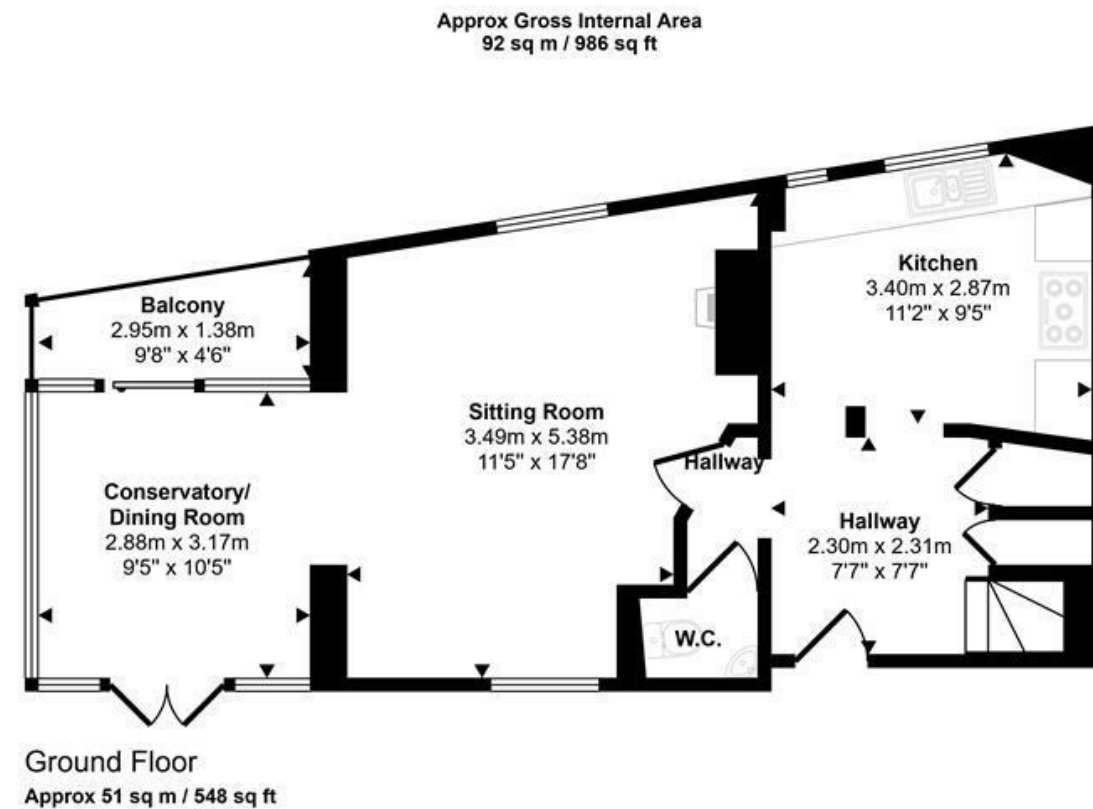 Approx Gross Internal Area
92 sq m / 986 sq ft
Balcony
2.95m x 1.38m
9'8" x 4'6"
Kitchen
3.40m x 2.87m
11'2" x 9'5"
Sitting Room
3.49m x 5.38m
11'5" x 17'8"
Hallway
Conservatory/
Dining Room
2.88m x 3.17m
9'5" x 10'5"
Hallway
2.30m x 2.31m
7'7" x 7'7"
W.C.
Ground Floor
Approx 51 sq m / 548 sq ft